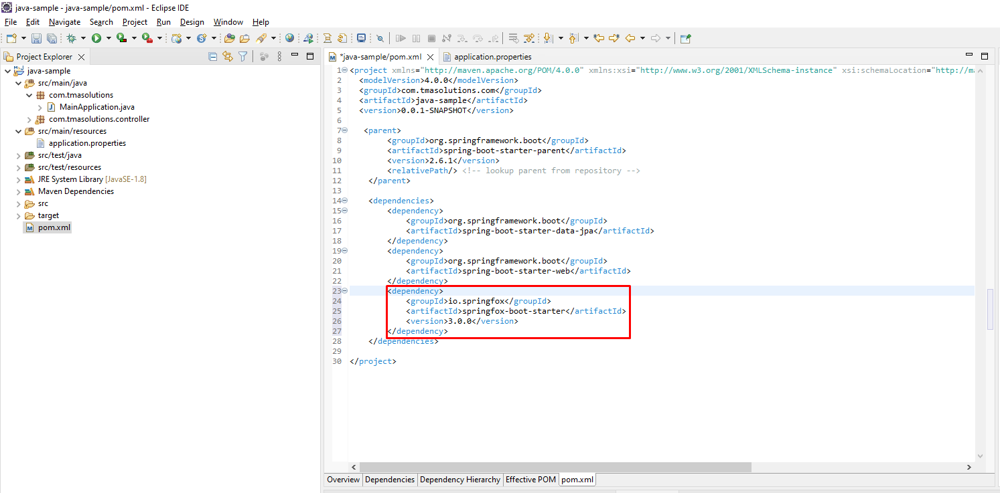 java-sample - java-sample/pom.xml - Eclipse IDE
File Edit Navigate Search Project Run Design Window Help
Project Explorer
java-sample
src/main/java
com.tmasolutions
MainApplication.java
com.tmasolutions.controller
src/main/resources
application.properties
src/test/java
src/test/resources
JRE System Library [JavaSE-1.8]
Maven Dependencies
src
target
pom.xml
*java-sample/pom.xml application.properties
1 <project xmlns="http://maven.apache.org/POM/4.0.0" xmlns:xsi="http://www.w3.org/2001/XMLSchema-instance" xsi:schemaLocation="http://ma
2 <modelVersion>4.0.0</modelVersion>
3 <groupId>com.tmasolutions.com</groupId>
4 <artifactId>java-sample</artifactId>
5 <version>0.0.1-SNAPSHOT</version>
6
7 <parent>
8 <groupId>org.springframework.boot</groupId>
9 <artifactId>spring-boot-starter-parent</artifactId>
10 <version>2.6.1</version>
11 <relativePath/> <!-- lookup parent from repository -->
12 </parent>
13
14 <dependencies>
15 <dependency>
16 <groupId>org.springframework.boot</groupId>
17 <artifactId>spring-boot-starter-data-jpa</artifactId>
18 </dependency>
19 <dependency>
20 <groupId>org.springframework.boot</groupId>
21 <artifactId>spring-boot-starter-web</artifactId>
22 </dependency>
23 <dependency>
24 <groupId>io.springfox</groupId>
25 <artifactId>springfox-boot-starter</artifactId>
26 <version>3.0.0</version>
27 </dependency>
28 </dependencies>
29
30 </project>
Overview Dependencies Dependency Hierarchy Effective POM pom.xml